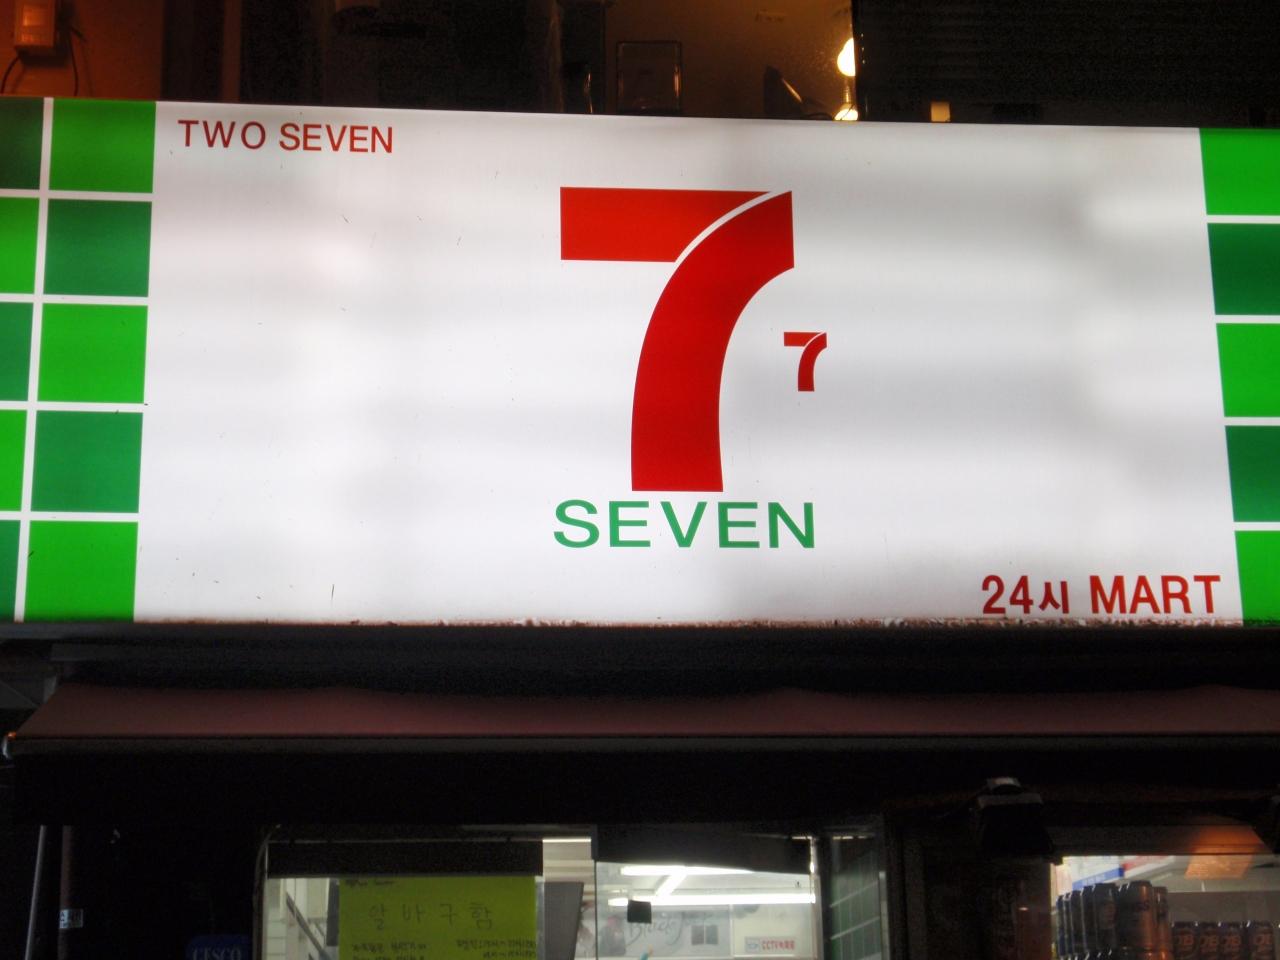 TWO SEVEN
7
7
SEVEN
24시 MART
알바구함
CCTV